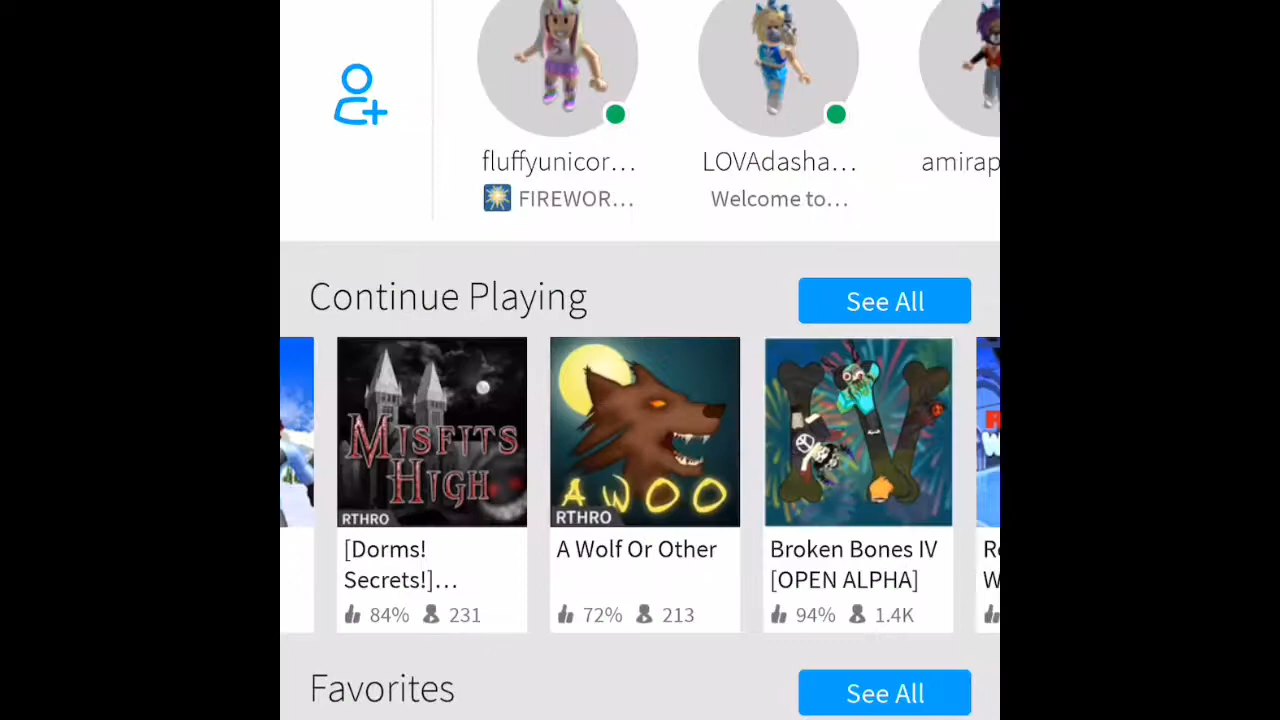 fluffyunicor...
LOVAdasha...
amirap
FIREWOR...
Welcome to...
Continue Playing
See All
MISFITS
HIGH
RTHRO
AWOO
RTHRO
[Dorms!
Secrets!]...
84% 231
A Wolf Or Other
72% 213
Broken Bones IV
[OPEN ALPHA]
94% 1.4K
Favorites
See All